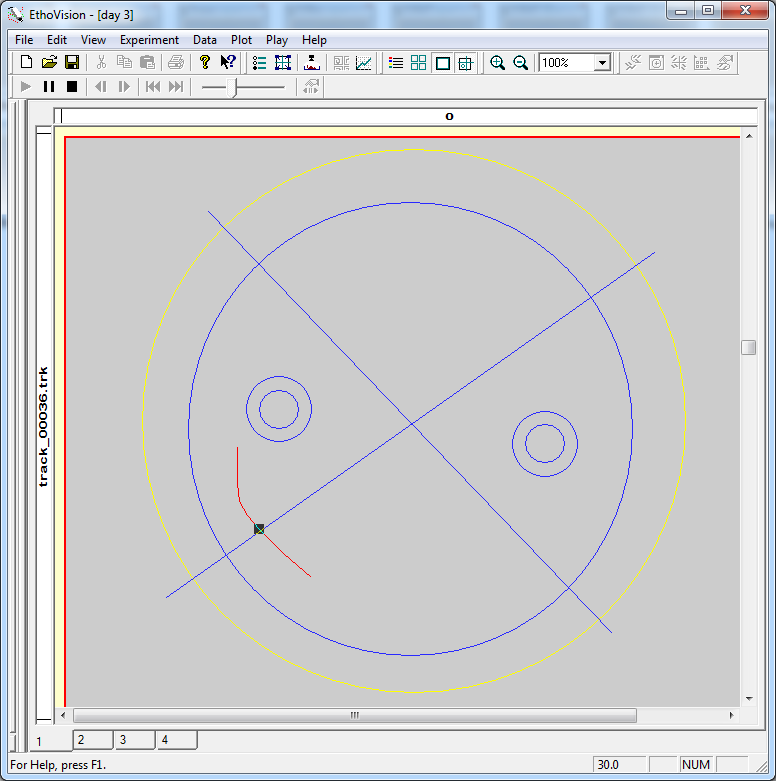 EthoVision - [day 3]
File Edit View Experiment Data Plot Play Help
100%
o
track_00036.trk
1 2 3 4
For Help, press F1. 30.0 NUM